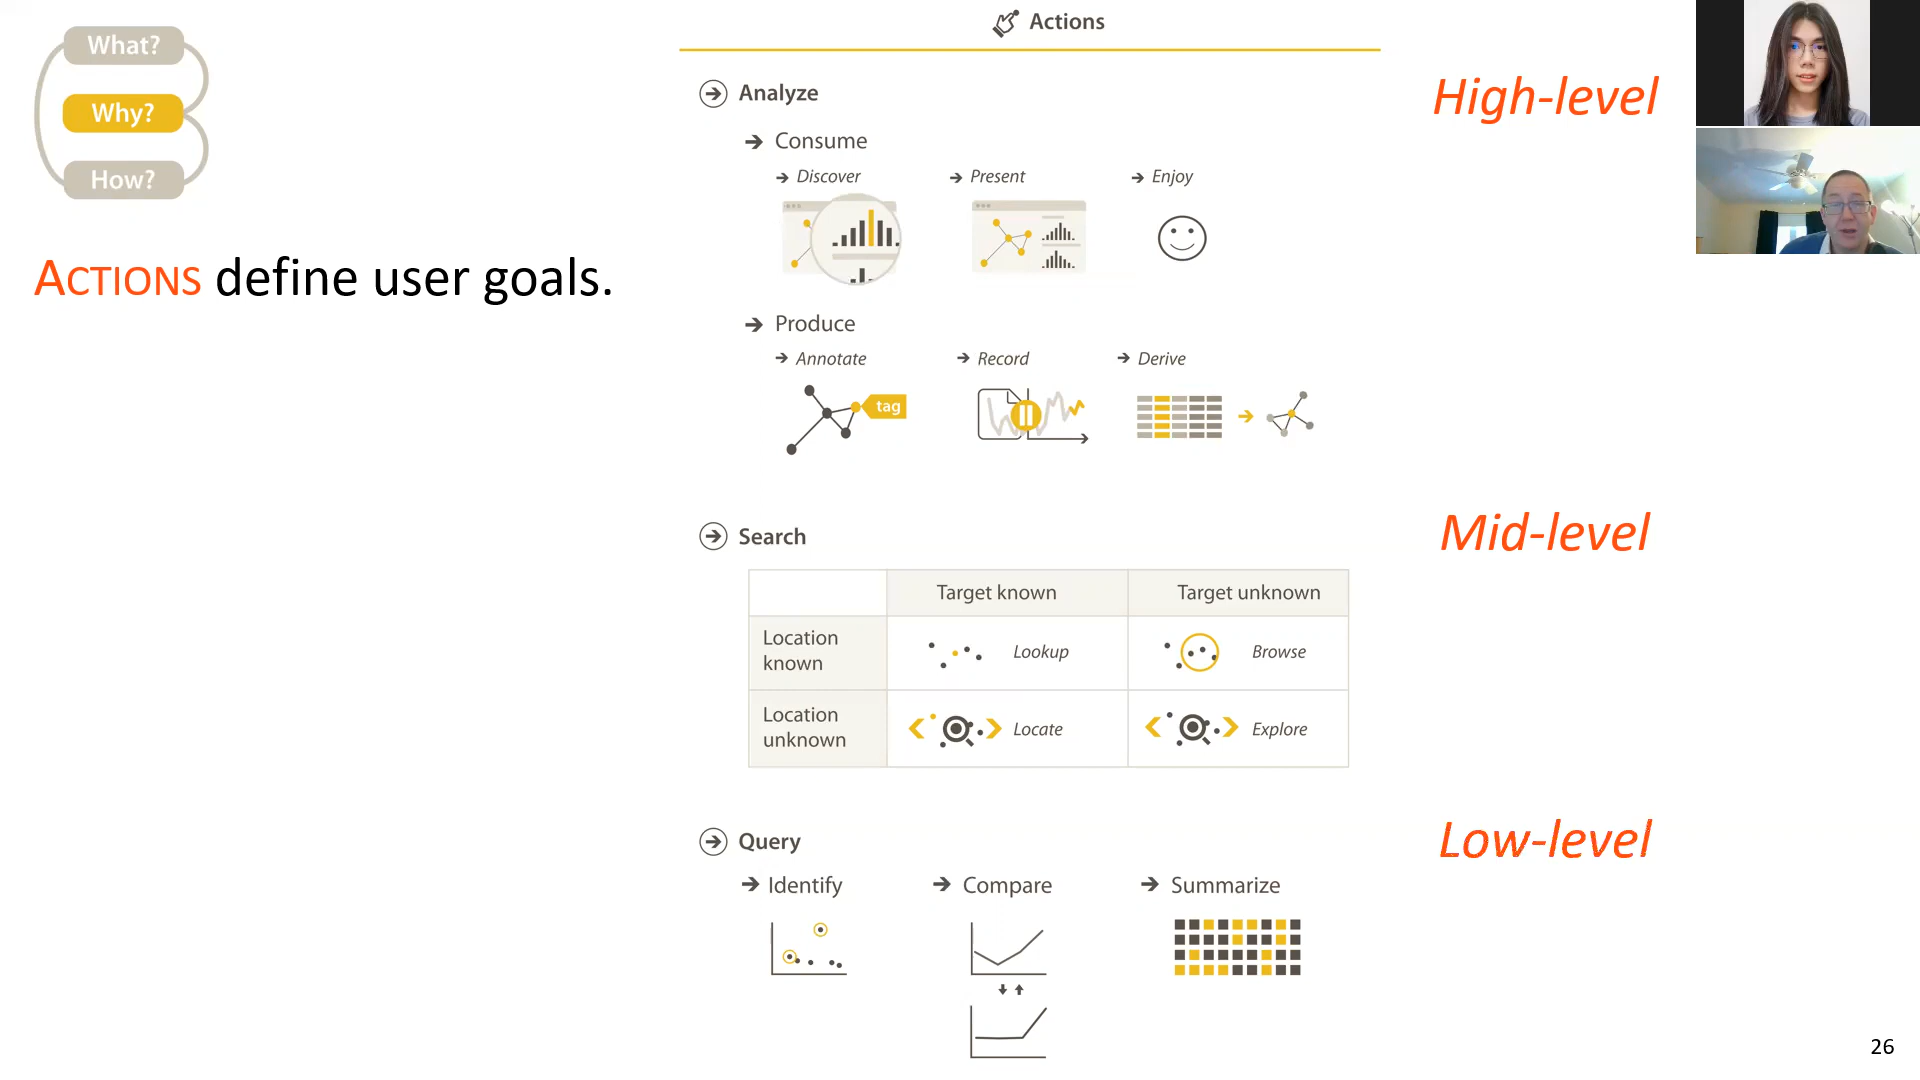 What?
Why?
How?
ACTIONS define user goals.
Actions
High-level
Analyze
Consume
Discover
Present
Enjoy
Produce
Annotate
Record
Derive
tag
Mid-level
Search
Target known
Target unknown
Location known
Lookup
Browse
Location unknown
Locate
Explore
Low-level
Query
Identify
Compare
Summarize
26